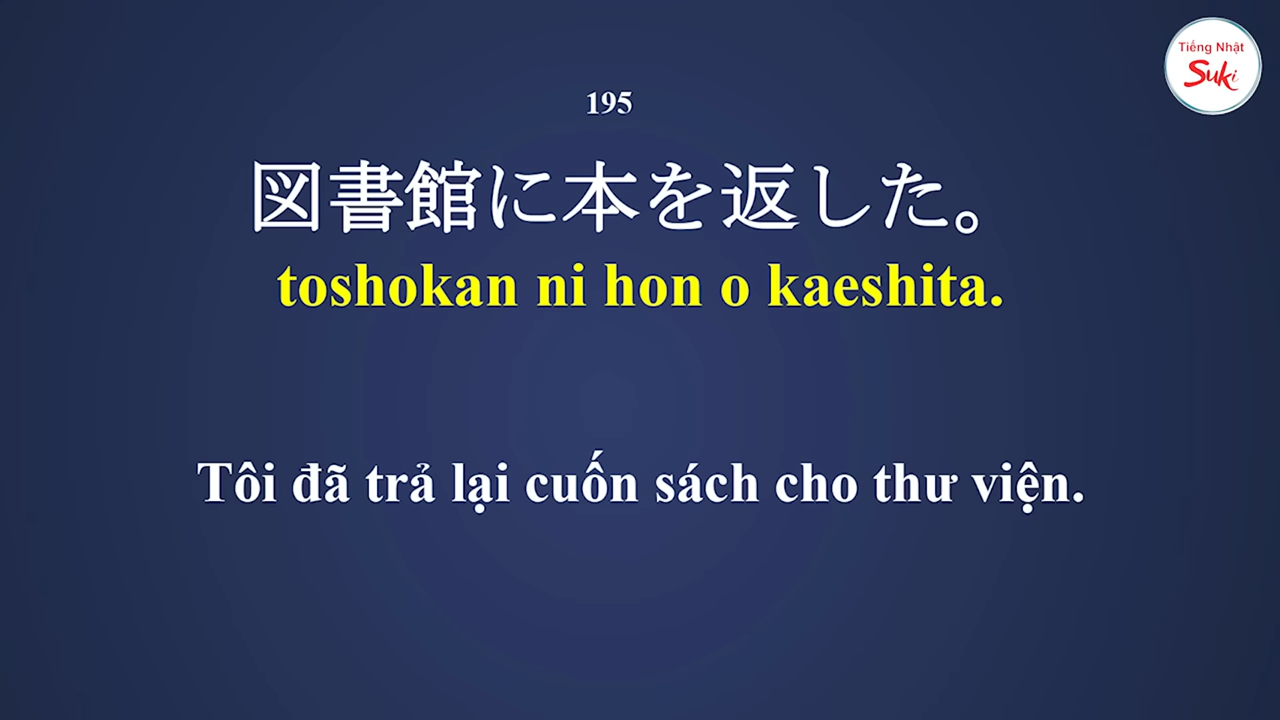 Tiếng Nhật
Suki
195
図書館に本を返した。
toshokan ni hon o kaeshita.
Tôi đã trả lại cuốn sách cho thư viện.